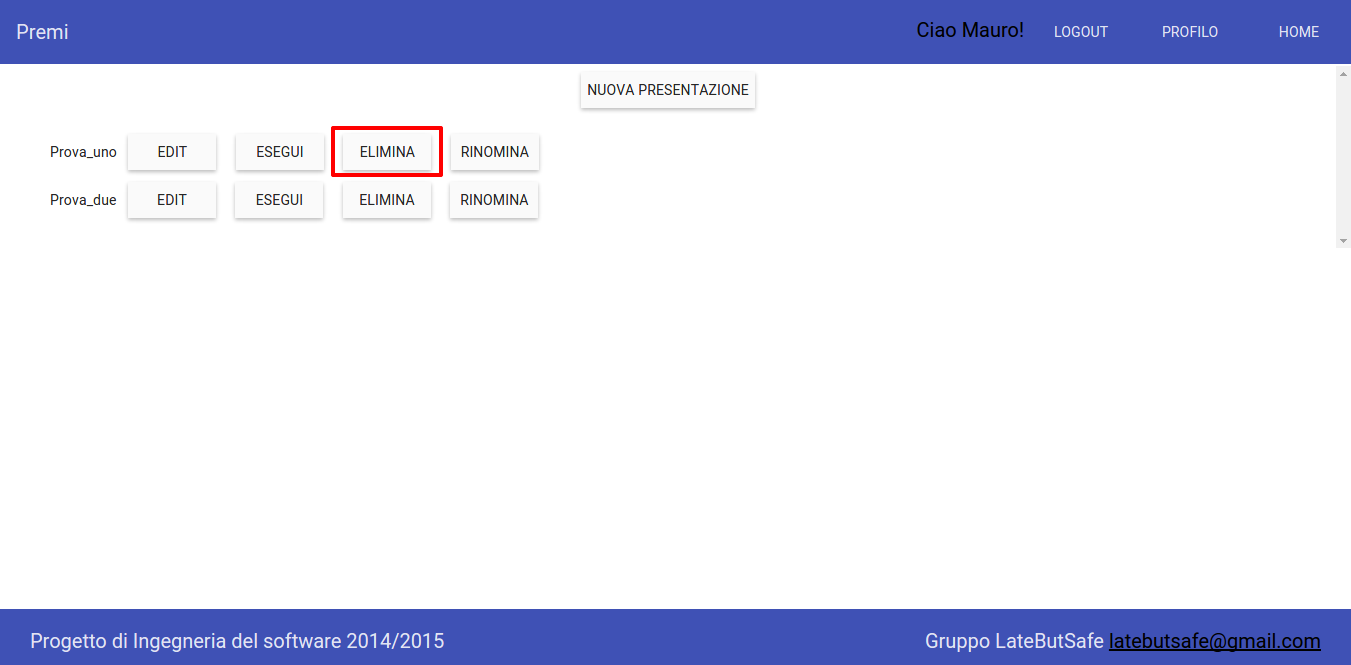 Premi Ciao Mauro! LOGOUT PROFILO HOME
NUOVA PRESENTAZIONE
Prova_uno EDIT ESEGUI ELIMINA RINOMINA
Prova_due EDIT ESEGUI ELIMINA RINOMINA
Progetto di Ingegneria del software 2014/2015 Gruppo LateButSafe latebutsafe@gmail.com